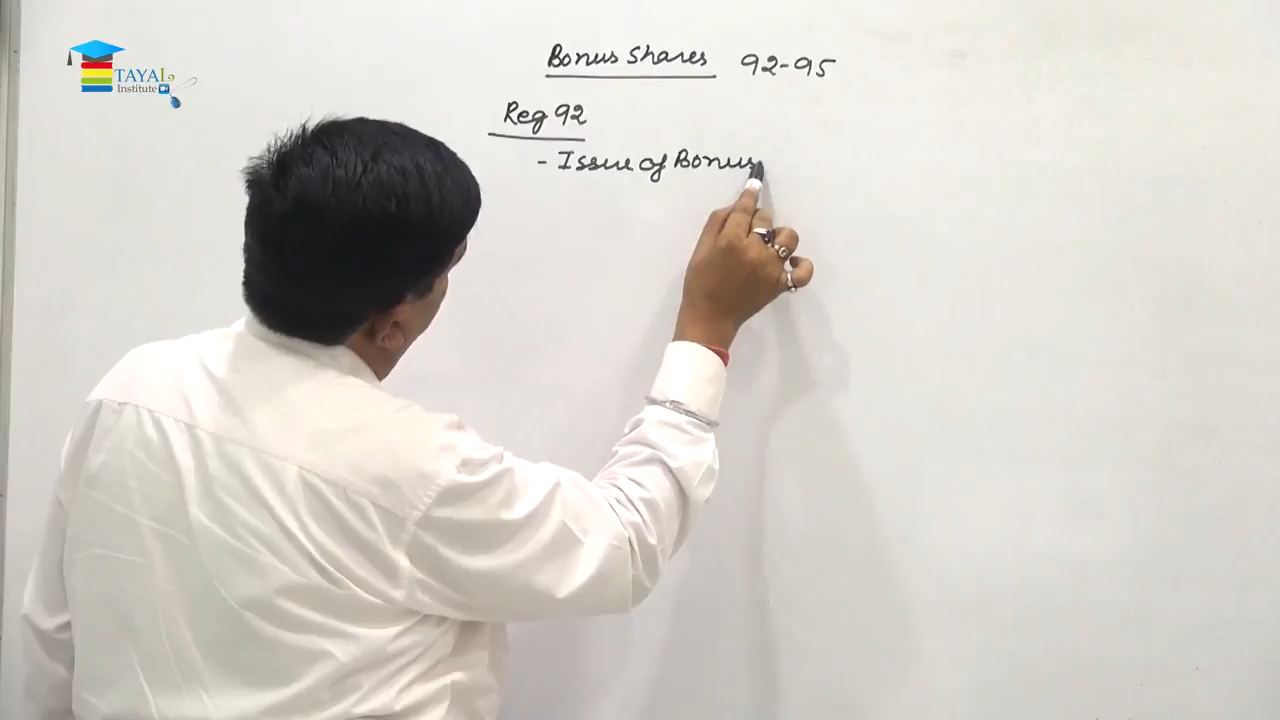 TAYAL
Institute
Bonus Shares 92-95
Reg 92
- Issue of Bonus